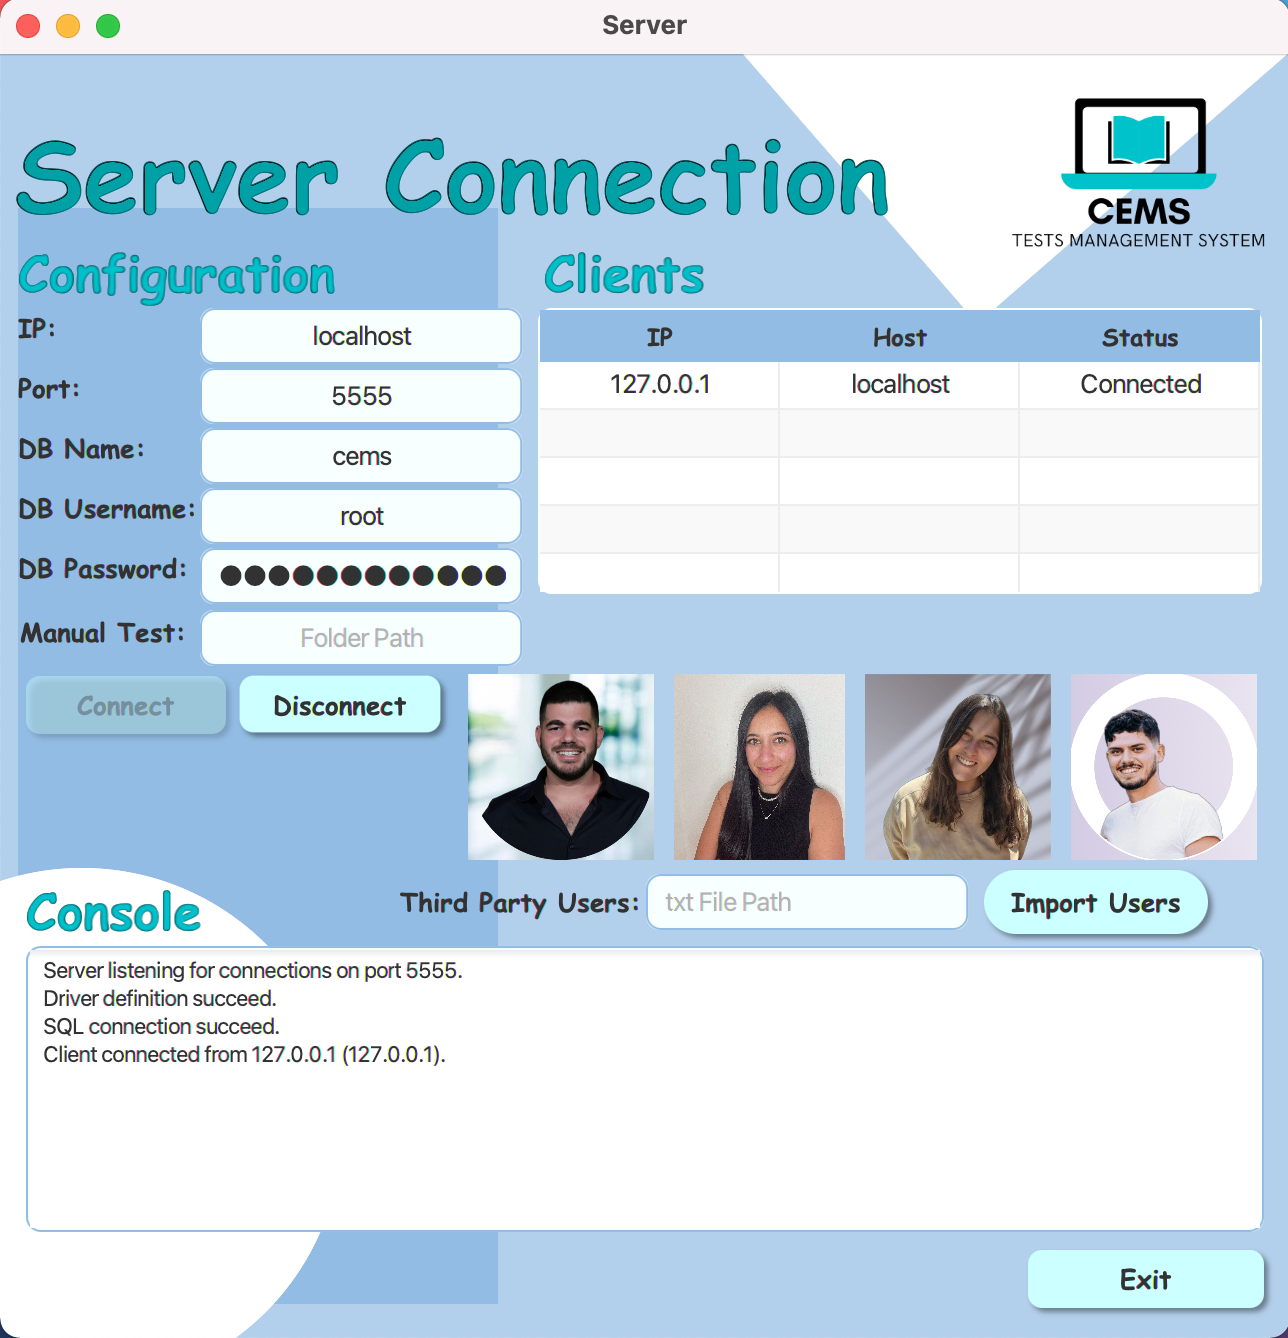 Server
Server Connection
CEMS
TESTS MANAGEMENT SYSTEM
Configuration
IP: localhost
Port: 5555
DB Name: cems
DB Username: root
DB Password: ●●●●●●●●●●●●
Manual Test: Folder Path
Connect Disconnect
Clients
IP Host Status
127.0.0.1 localhost Connected
Third Party Users: txt File Path Import Users
Console
Server listening for connections on port 5555.
Driver definition succeed.
SQL connection succeed.
Client connected from 127.0.0.1 (127.0.0.1).
Exit